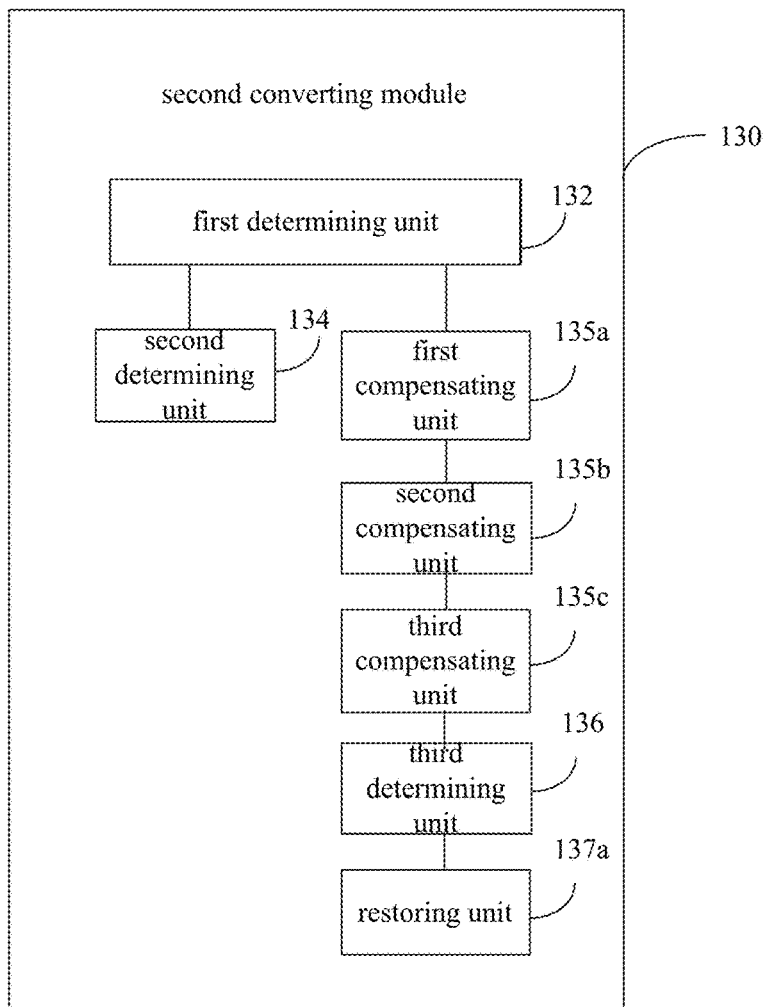 second converting module
130
first determining unit
132
second
determining
unit
134
first
compensating
unit
135a
second
compensating
unit
135b
third
compensating
unit
135c
third
determining
unit
136
restoring unit
137a